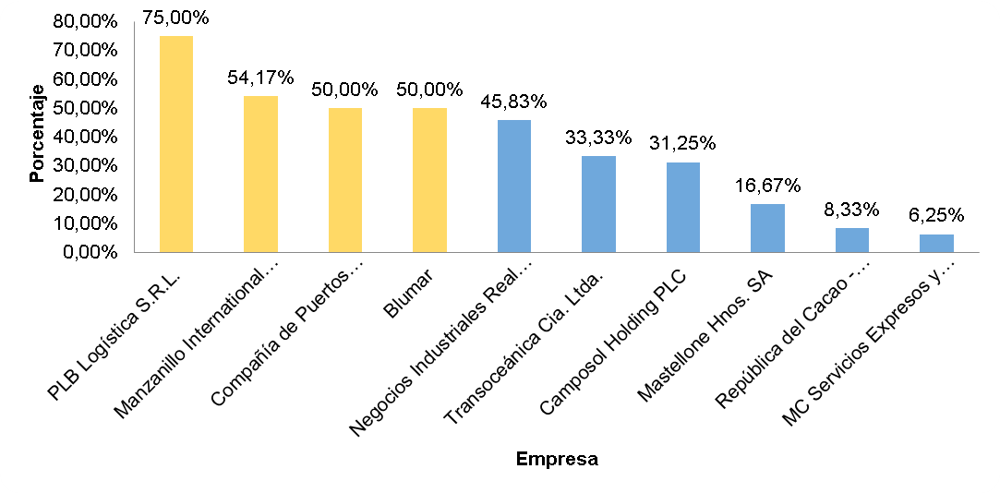 80,00%
70,00%
60,00%
50,00%
40,00%
30,00%
20,00%
10,00%
0,00%
Porcentaje
75,00%
54,17%
50,00%
50,00%
45,83%
33,33%
31,25%
16,67%
8,33%
6,25%
PLB Logística S.R.L.
Manzanillo International…
Compañía de Puertos…
Blumar
Negocios Industriales Real…
Transoceánica Cia. Ltda.
Camposol Holding PLC
Mastellone Hnos. SA
República del Cacao -…
MC Servicios Expresos y…
Empresa